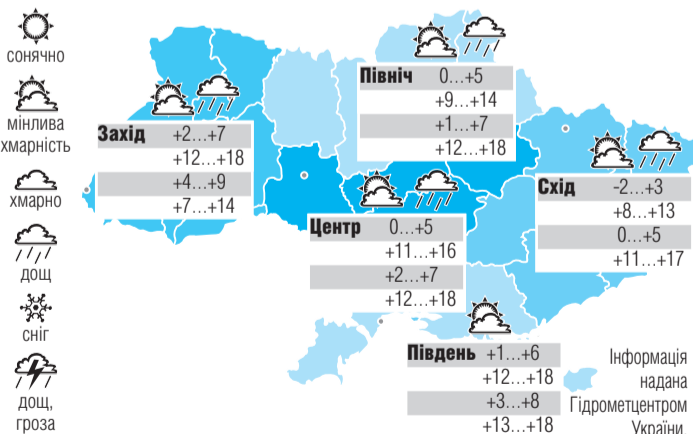 сонячно
мінлива
хмарність
хмарно
дощ
сніг
дощ,
гроза
Північ 0...+5
+9...+14
+1...+7
+12...+18
Захід +2...+7
+12...+18
+4...+9
+7...+14
Схід -2...+3
+8...+13
0...+5
+11...+17
Центр 0...+5
+11...+16
+2...+7
+12...+18
Південь +1...+6
+12...+18
+3...+8
+13...+18
Інформація
надана
Гідрометцентром
України.